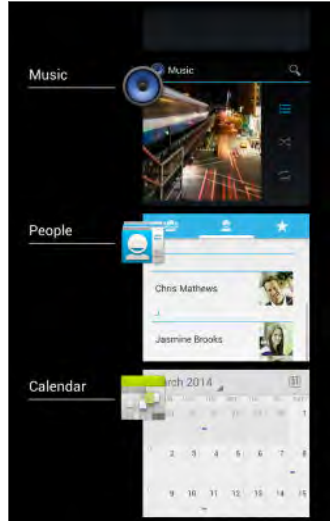 Music
Music
People
Chris Mathews
J
Jasmine Brooks
Calendar
rch 2014
31
1
2 3 4 5 6 7 8
9 10 11 12 13 14 15